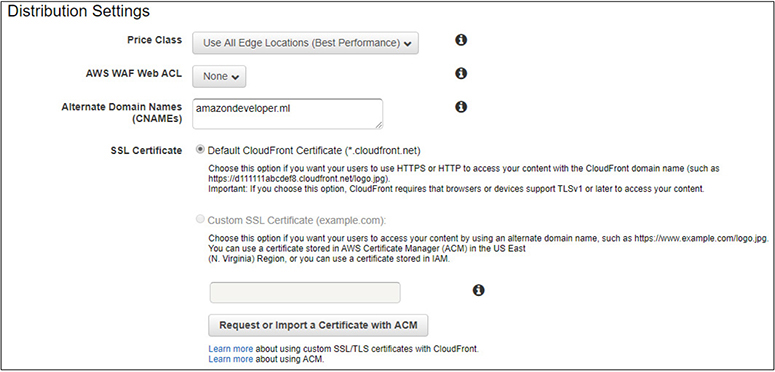 Distribution Settings
Price Class
Use All Edge Locations (Best Performance)
AWS WAF Web ACL
None
Alternate Domain Names
(CNAMEs)
amazondeveloper.ml
SSL Certificate
Default CloudFront Certificate (*.cloudfront.net)
Choose this option if you want your users to use HTTPS or HTTP to access your content with the CloudFront domain name (such as
https://d111111abcdef8.cloudfront.net/logo.jpg).
Important: If you choose this option, CloudFront requires that browsers or devices support TLSv1 or later to access your content.
Custom SSL Certificate (example.com):
Choose this option if you want your users to access your content by using an alternate domain name, such as https://www.example.com/logo.jpg.
You can use a certificate stored in AWS Certificate Manager (ACM) in the US East
(N. Virginia) Region, or you can use a certificate stored in IAM.
Request or Import a Certificate with ACM
Learn more about using custom SSL/TLS certificates with CloudFront.
Learn more about using ACM.